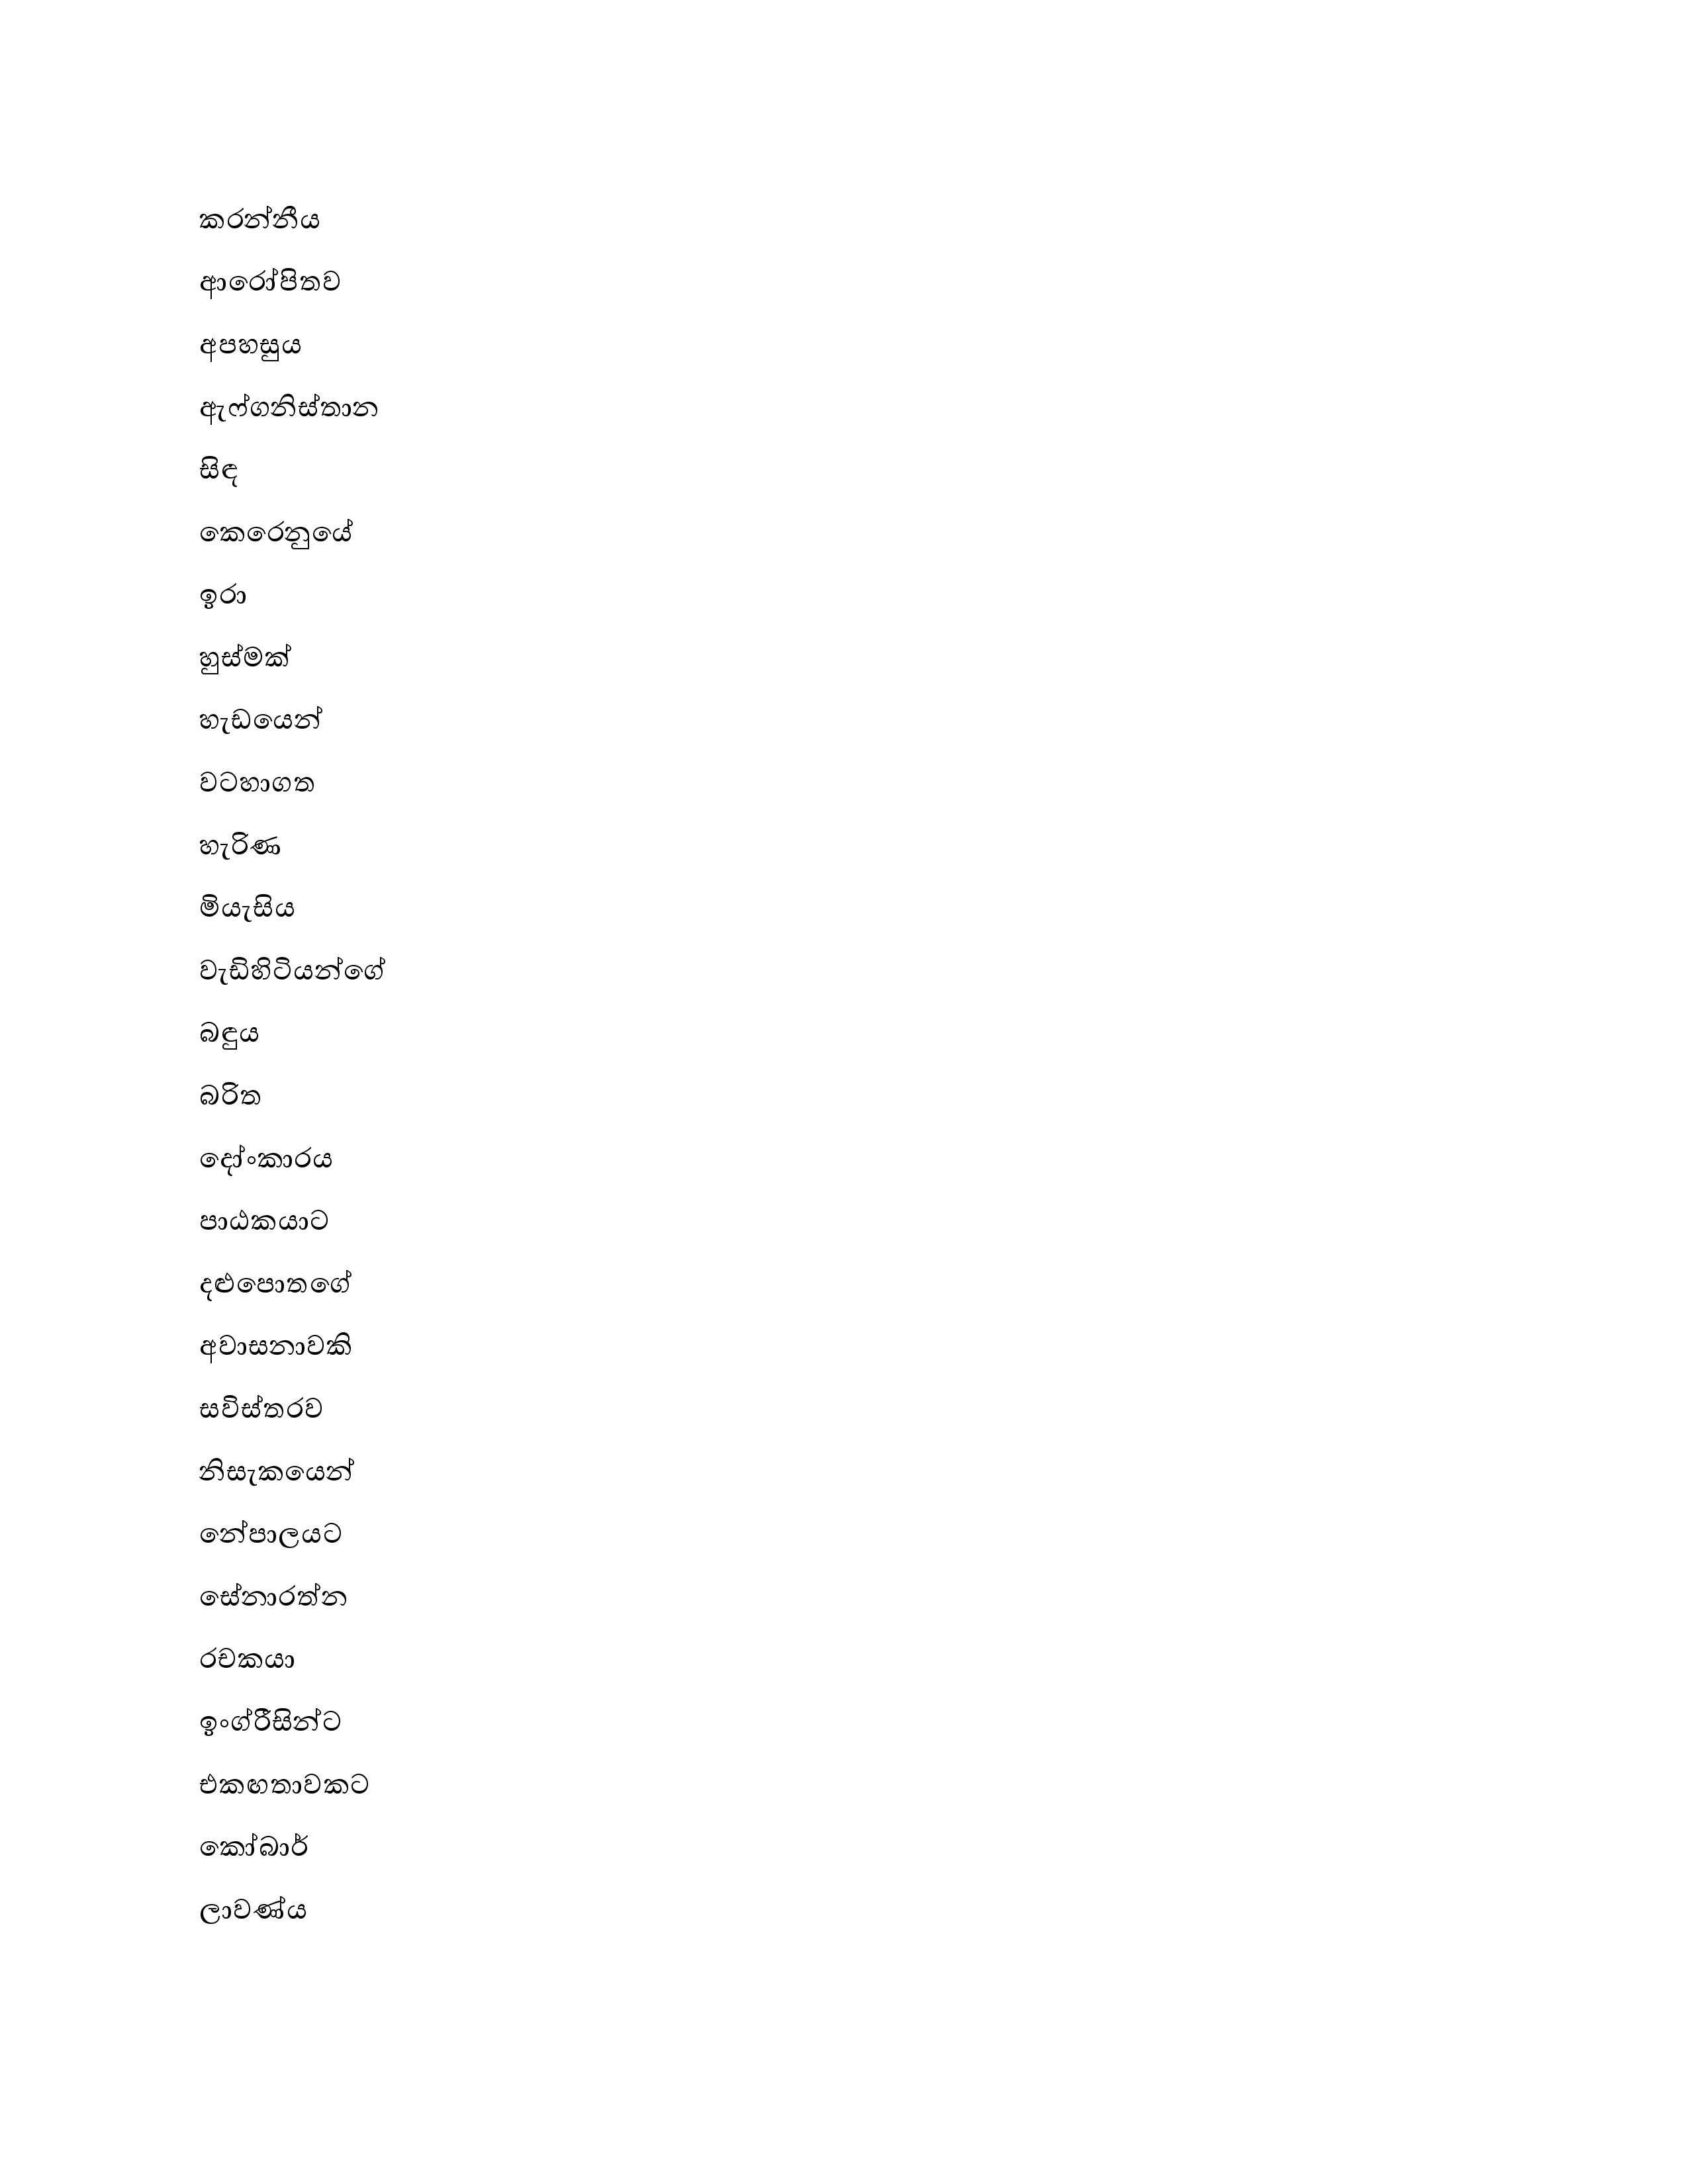 කරන්නීය
ආරෝපිතව
අපහසුය
ඇෆ්ගනිස්තාන
සිඳ
කෙරෙනුයේ
ඉරා
හුස්මක්
හැඩයෙන්
වටහාගත
හැරිණ
මියැසිය
වැඩිහිටියන්ගේ
බඳුය
බරිත
දෝංකාරය
පාඨකයාට
දළුපොතගේ
අවාසනාවකි
සවිස්තරව
නිසැකයෙන්
නේපාලයට
සේනාරත්න
රචකයා
ඉංග්රීසින්ට
එකඟතාවකට
කෝබාර්
ලාවණ්ය